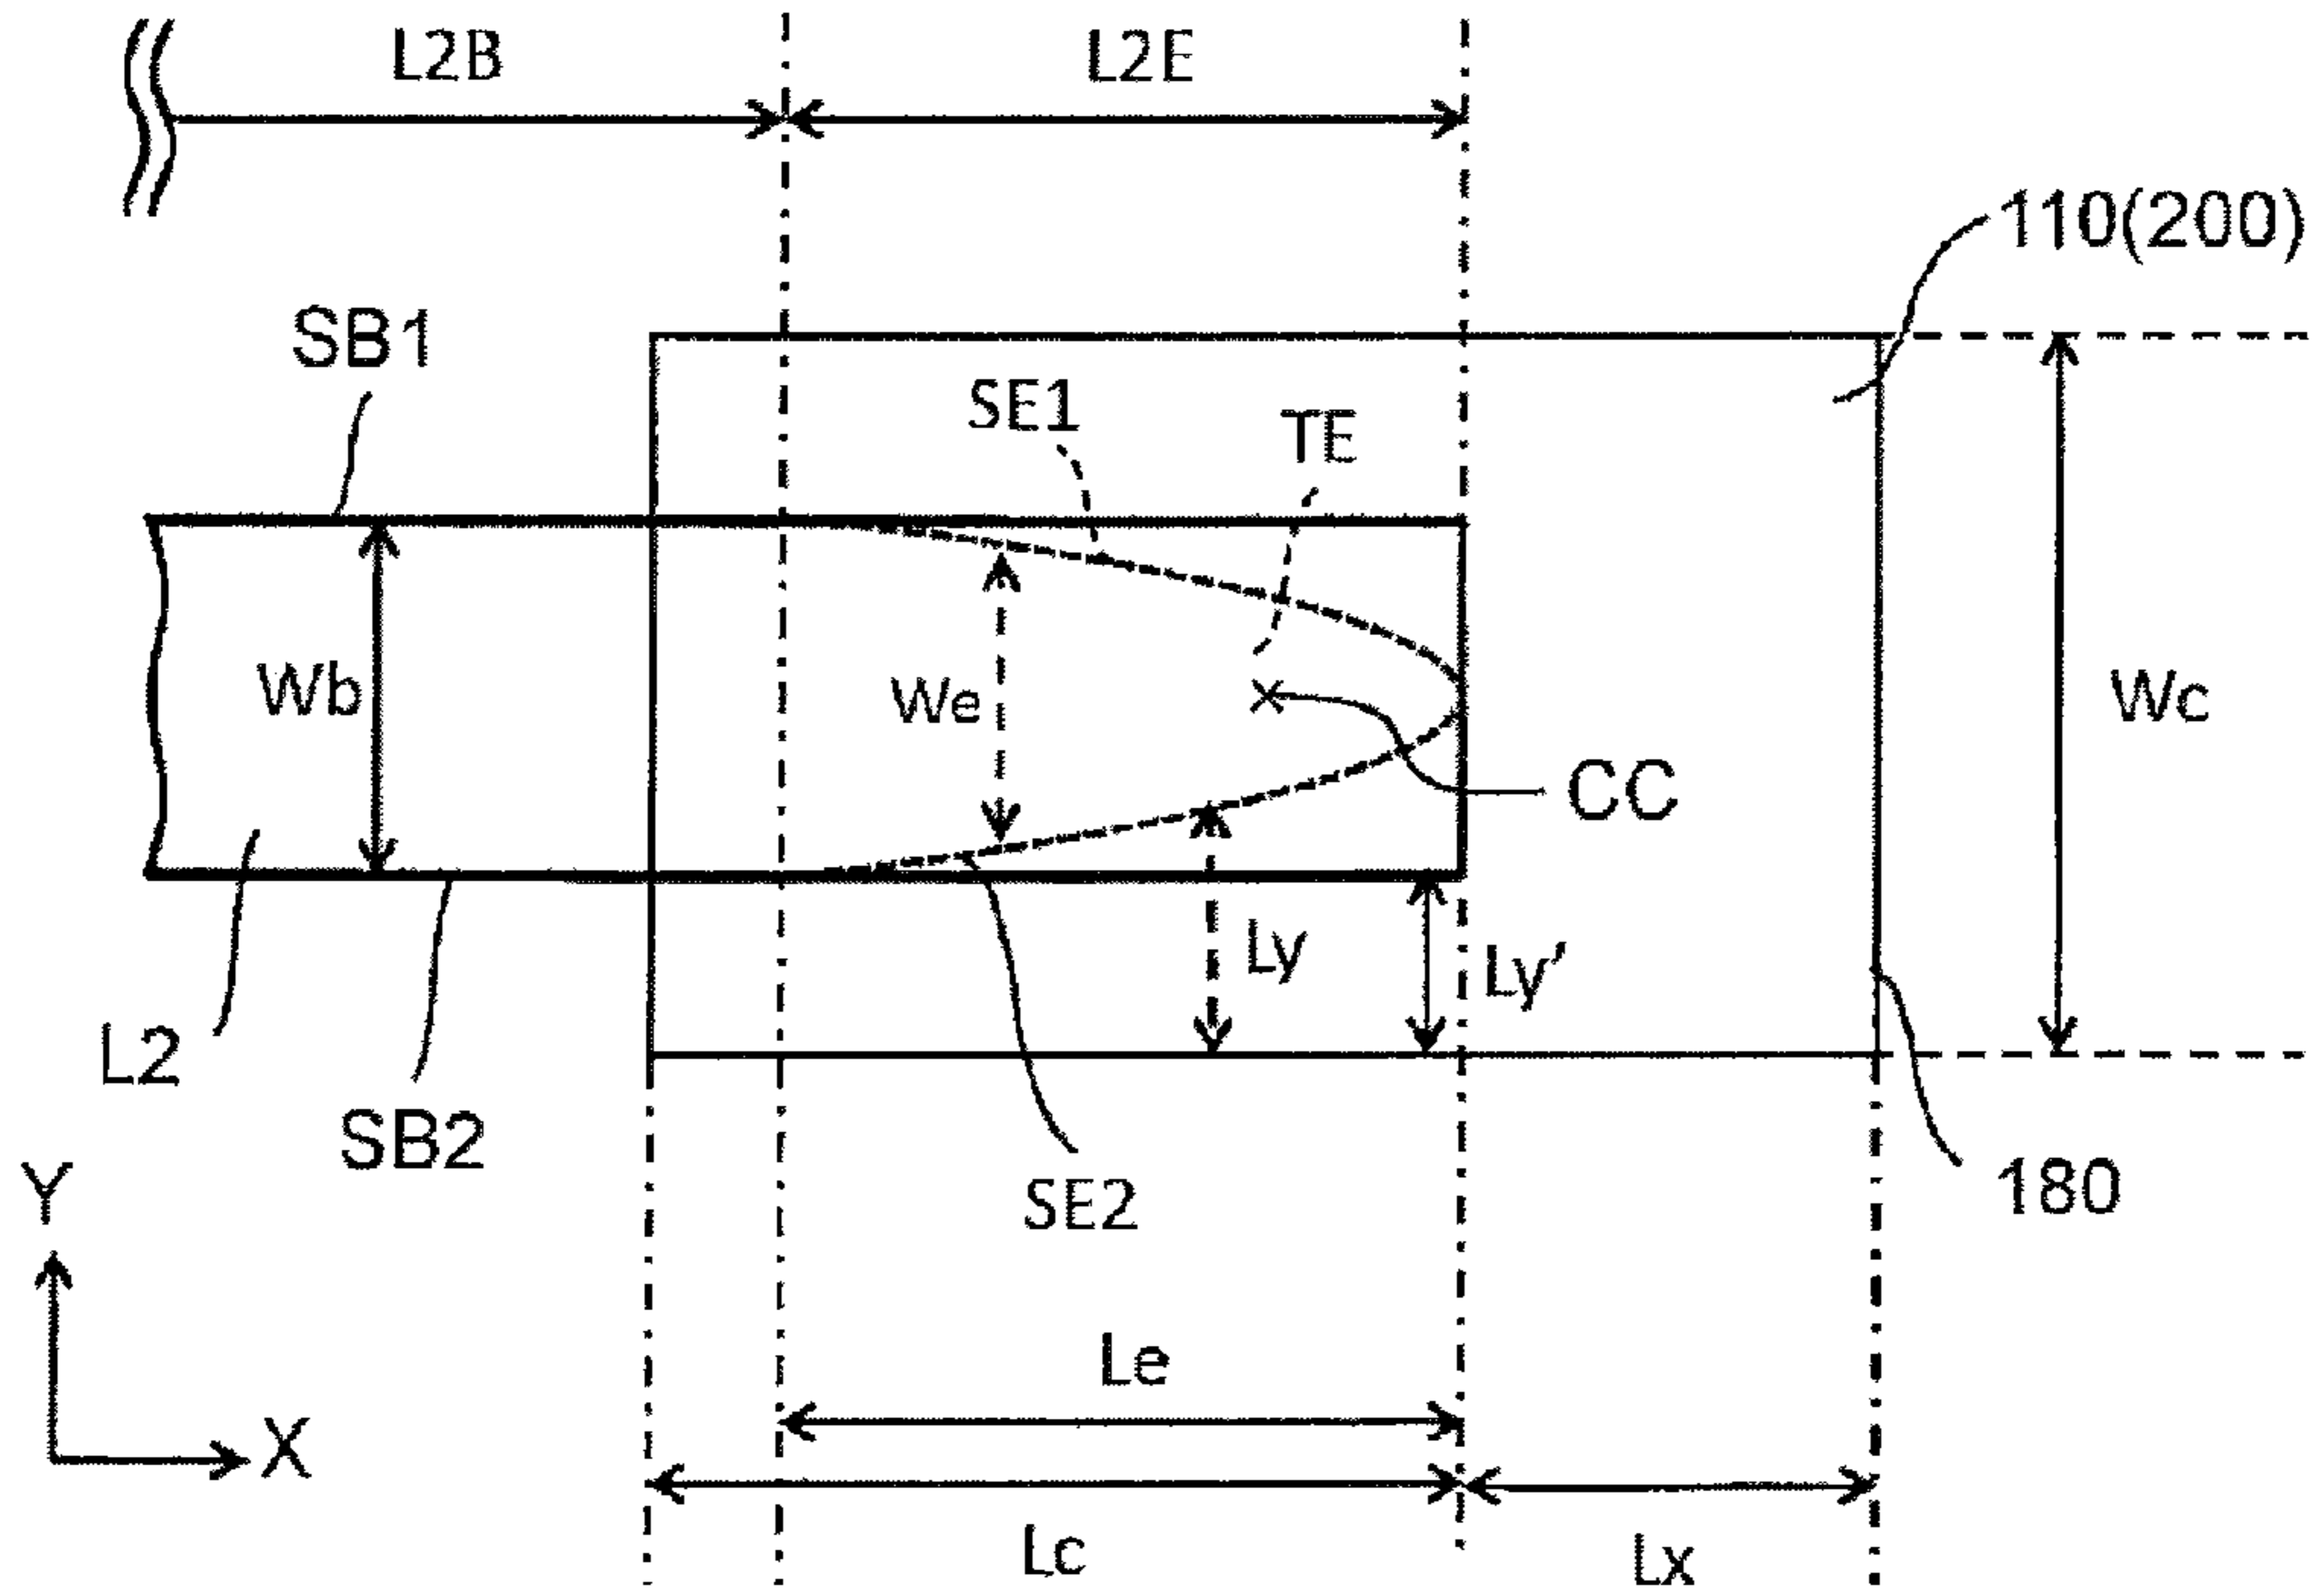 L2B
L2E
110(200)
SB1
SE1
TE
Wb
We
Wc
CC
Ly
Ly'
L2
SB2
SE2
180
Y
X
Le
Lc
Lx